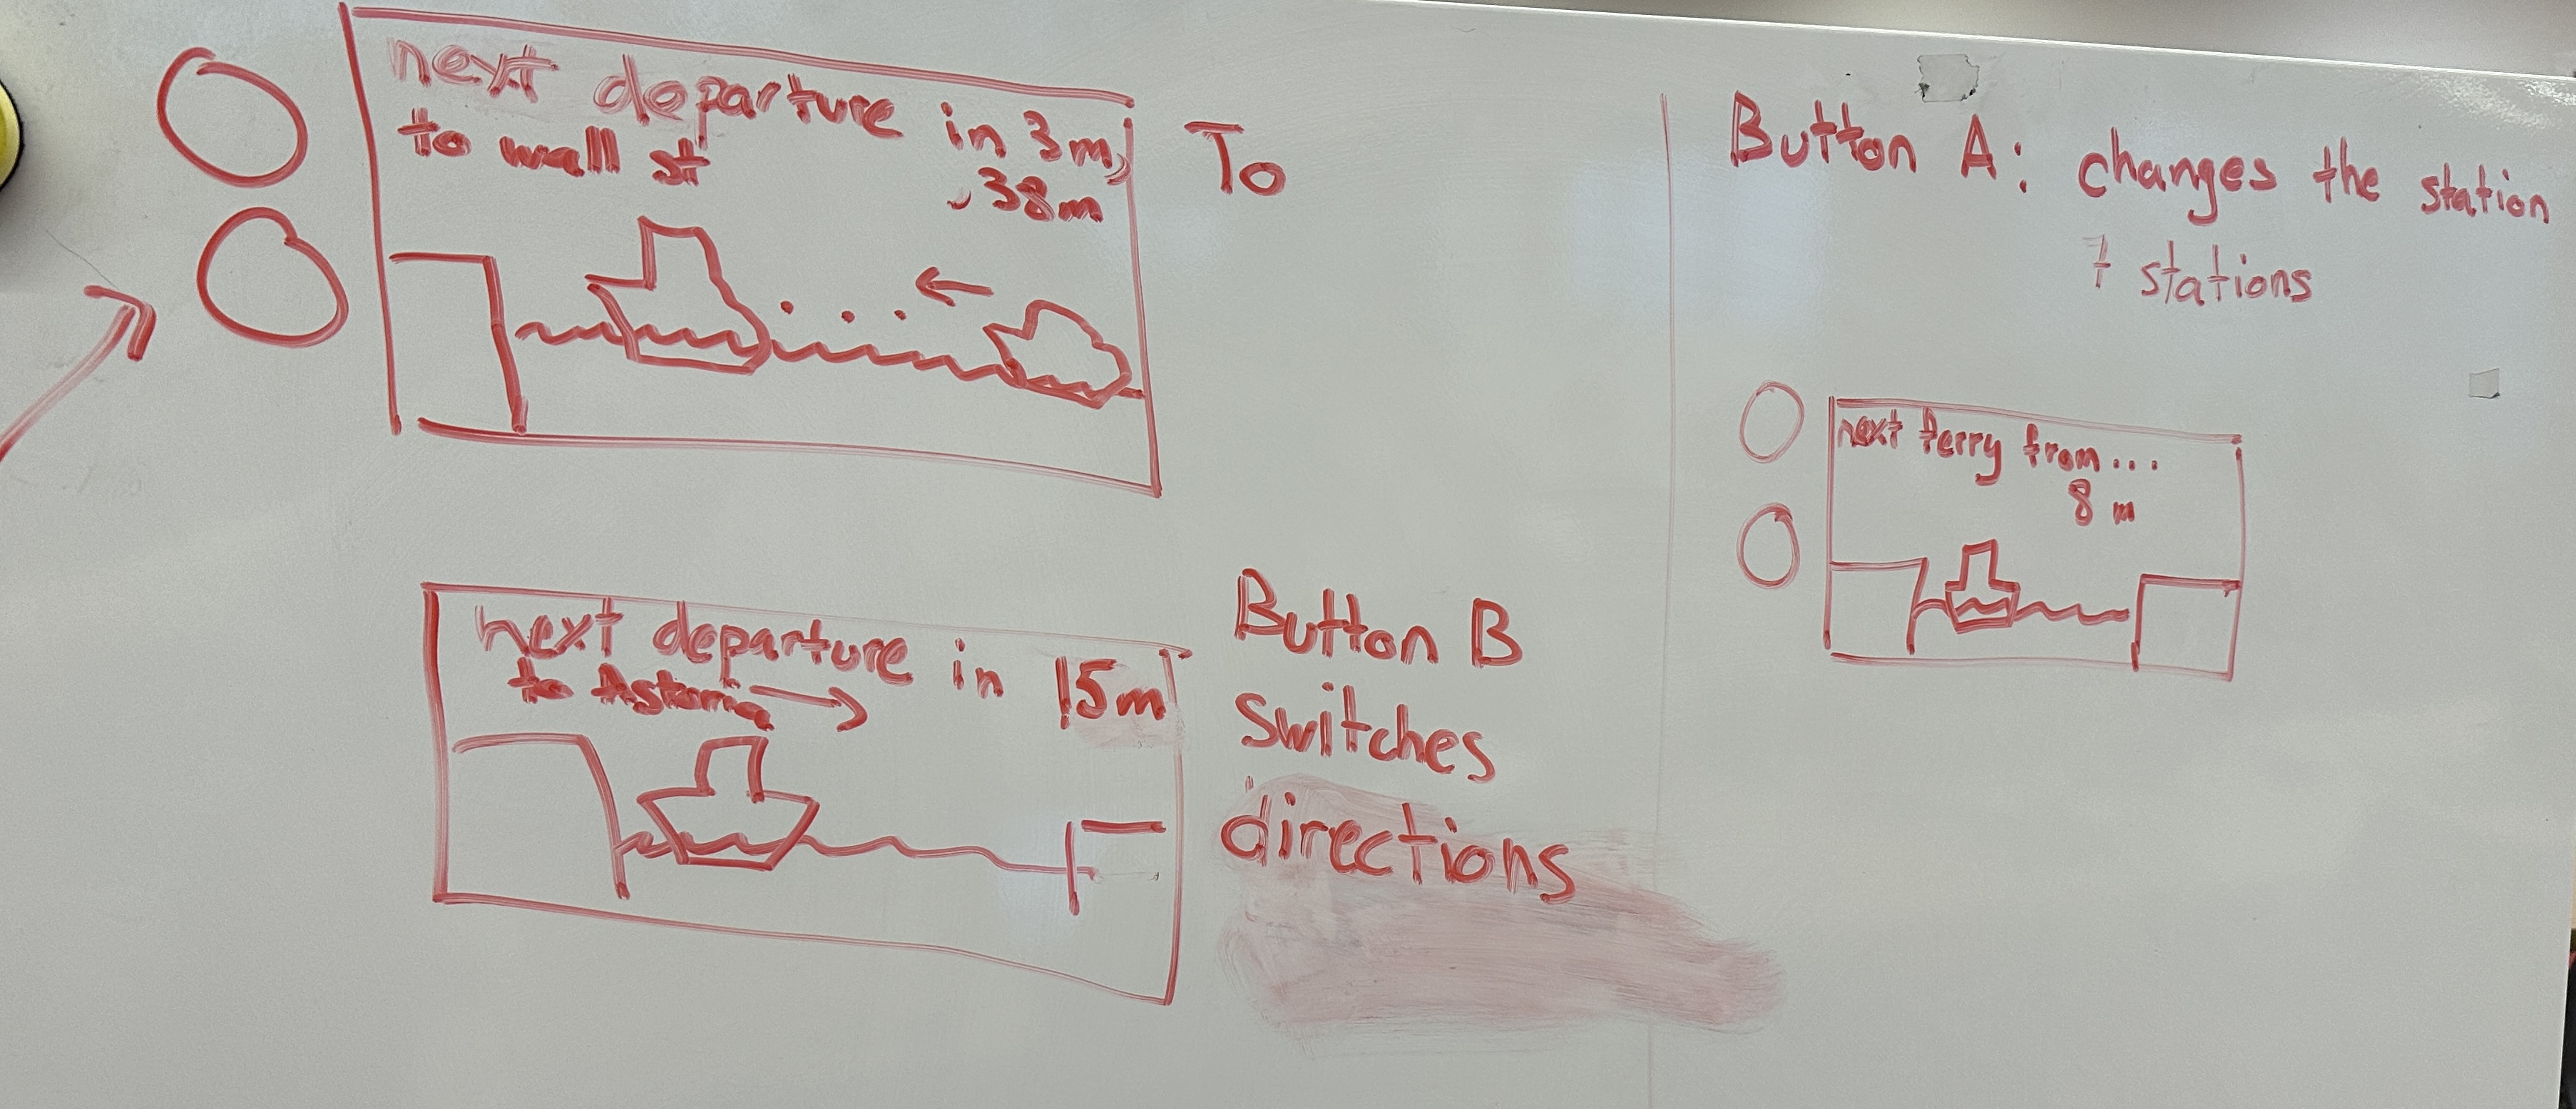 next departure in 3m,
to wall st , 38m
To
next departure in 15m
to Astoria
Button B
switches
directions
Button A: changes the station
7 stations
next ferry from...
8 m